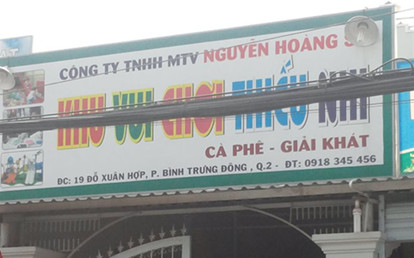 CÔNG TY TNHH MTV NGUYỄN HOÀNG
KHU VUI CHƠI THIẾU NHI
CÀ PHÊ - GIẢI KHÁT
ĐC: 19 ĐỖ XUÂN HỢP, P. BÌNH TRƯNG ĐÔNG, Q.2 - ĐT: 0918 345 456